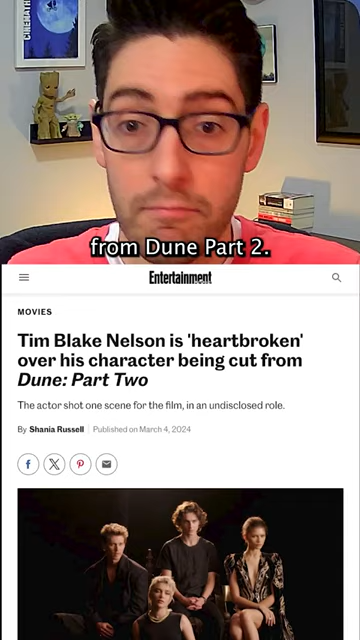 CINEMATH
from Dune Part 2.
Entertainment
MOVIES
Tim Blake Nelson is 'heartbroken'
over his character being cut from
Dune: Part Two
The actor shot one scene for the film, in an undisclosed role.
By Shania Russell | Published on March 4, 2024